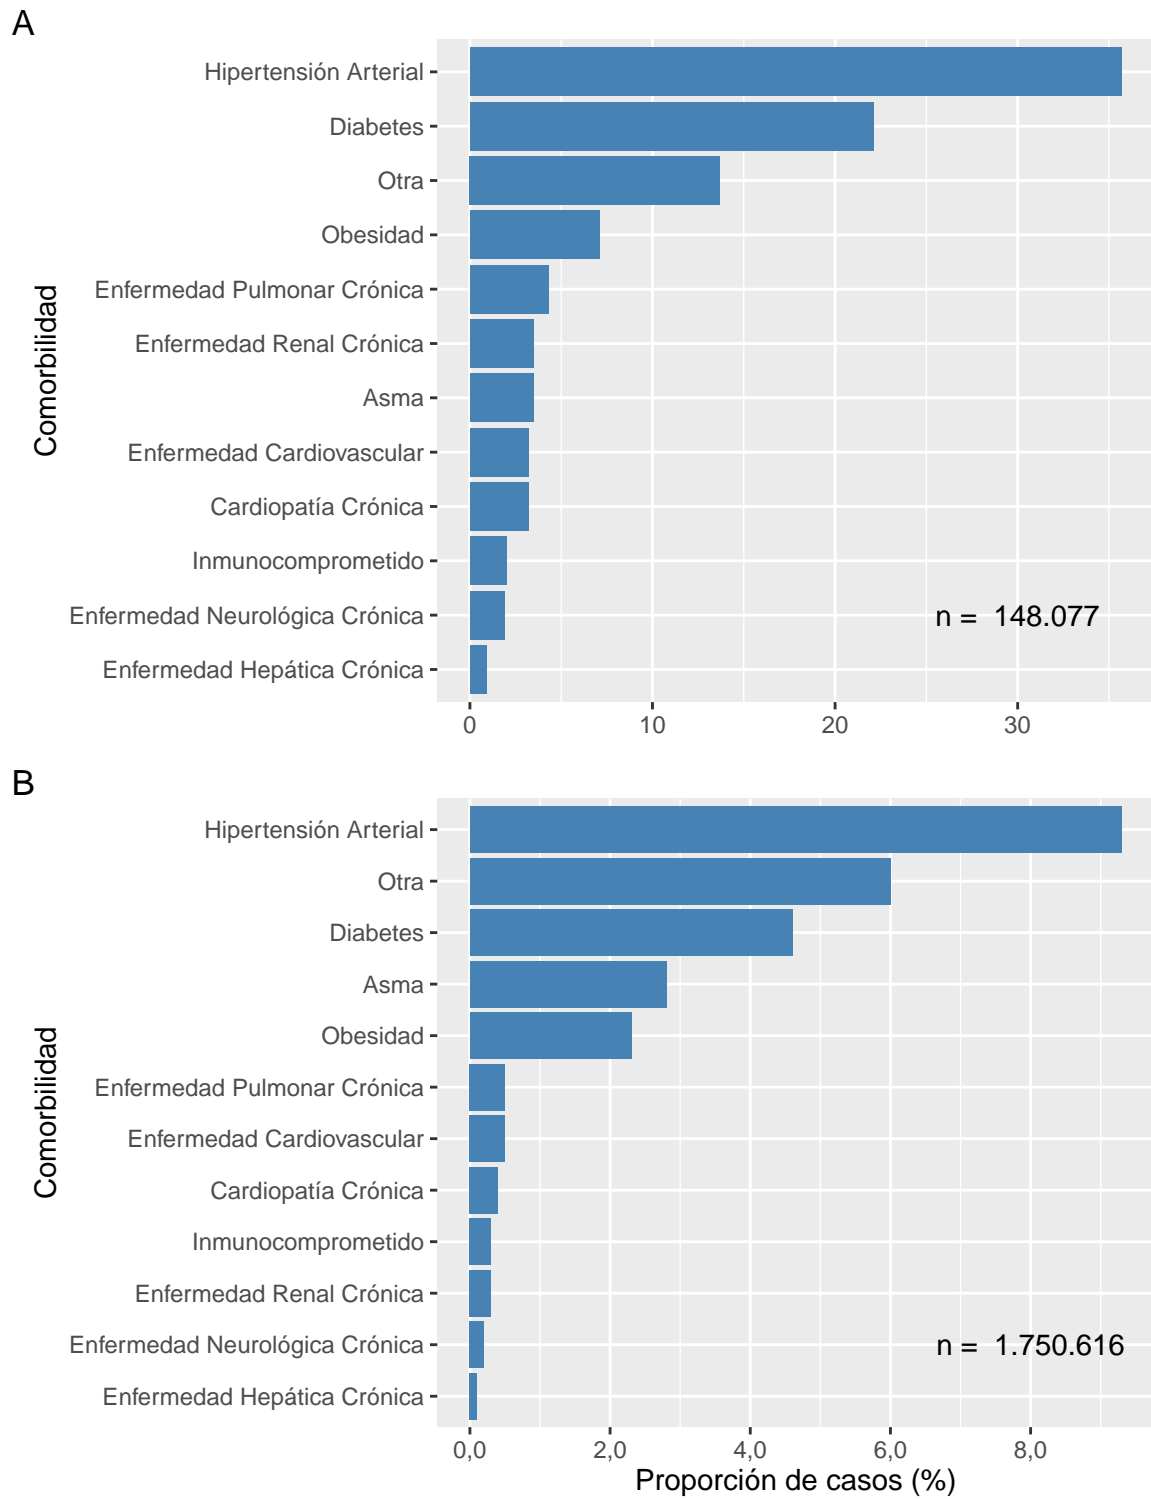 A
Hipertensión Arterial
Diabetes
Otra
Obesidad
Enfermedad Pulmonar Crónica
Enfermedad Renal Crónica
Asma
Enfermedad Cardiovascular
Cardiopatía Crónica
Inmunocomprometido
Enfermedad Neurológica Crónica
Enfermedad Hepática Crónica
Comorbilidad
n = 148.077
0 10 20 30
B
Hipertensión Arterial
Otra
Diabetes
Asma
Obesidad
Enfermedad Pulmonar Crónica
Enfermedad Cardiovascular
Cardiopatía Crónica
Inmunocomprometido
Enfermedad Renal Crónica
Enfermedad Neurológica Crónica
Enfermedad Hepática Crónica
Comorbilidad
n = 1.750.616
0,0 2,0 4,0 6,0 8,0
Proporción de casos (%)